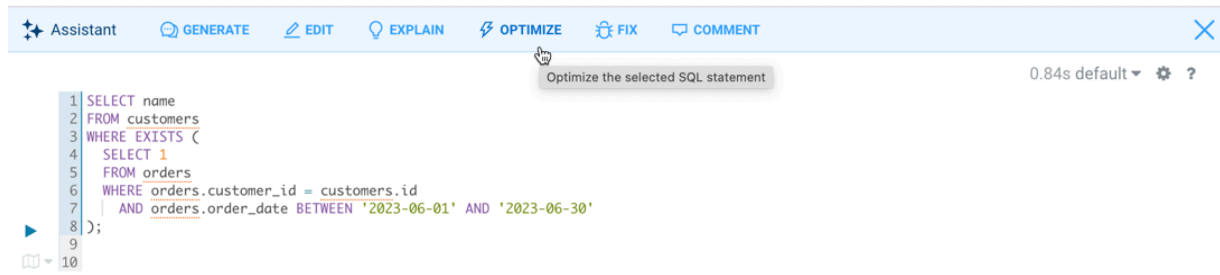 Assistant GENERATE EDIT EXPLAIN OPTIMIZE FIX COMMENT
Optimize the selected SQL statement
0.84s default ?
1 SELECT name
2 FROM customers
3 WHERE EXISTS (
4 SELECT 1
5 FROM orders
6 WHERE orders.customer_id = customers.id
7 AND orders.order_date BETWEEN '2023-06-01' AND '2023-06-30'
8 );
9
10